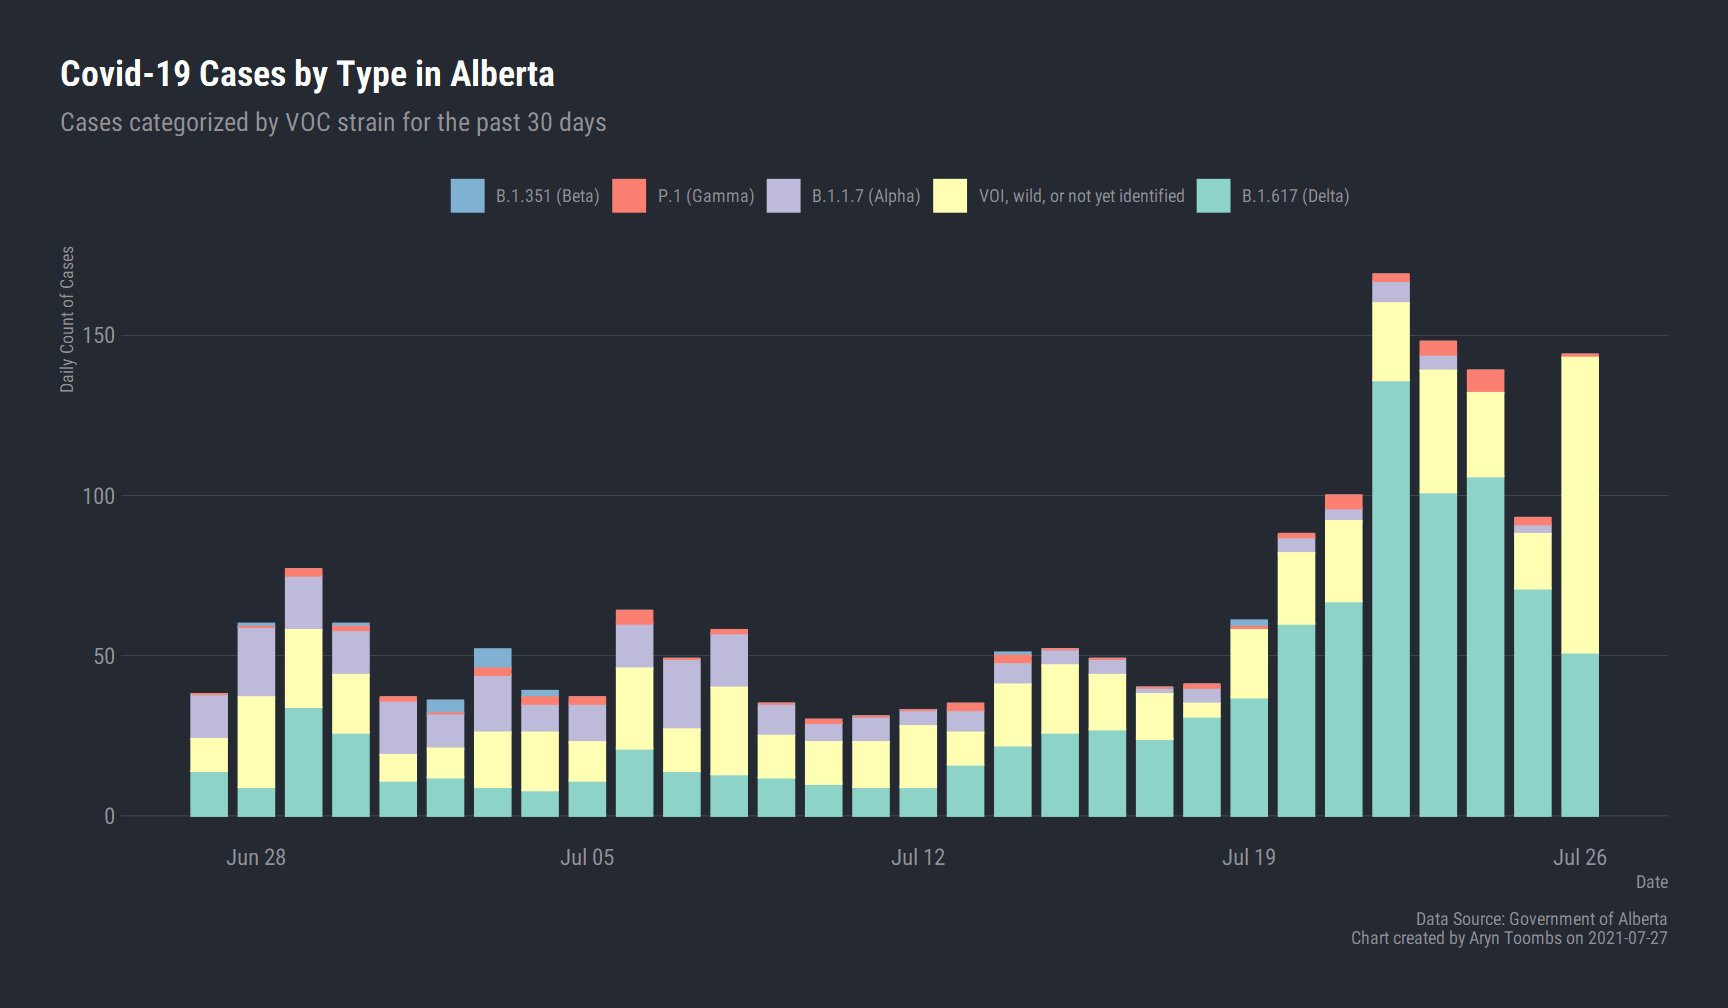 Covid-19 Cases by Type in Alberta
Cases categorized by VOC strain for the past 30 days
B.1.351 (Beta) P.1 (Gamma) B.1.1.7 (Alpha) VOI, wild, or not yet identified B.1.617 (Delta)
Daily Count of Cases
150
100
50
0
Jun 28 Jul 05 Jul 12 Jul 19 Jul 26
Date
Data Source: Government of Alberta
Chart created by Aryn Toombs on 2021-07-27